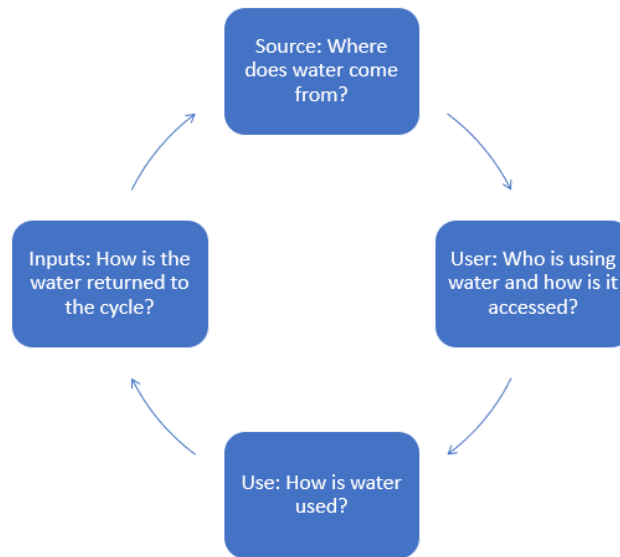 Source: Where
does water come
from?
User: Who is using
water and how is it
accessed?
Use: How is water
used?
Inputs: How is the
water returned to
the cycle?